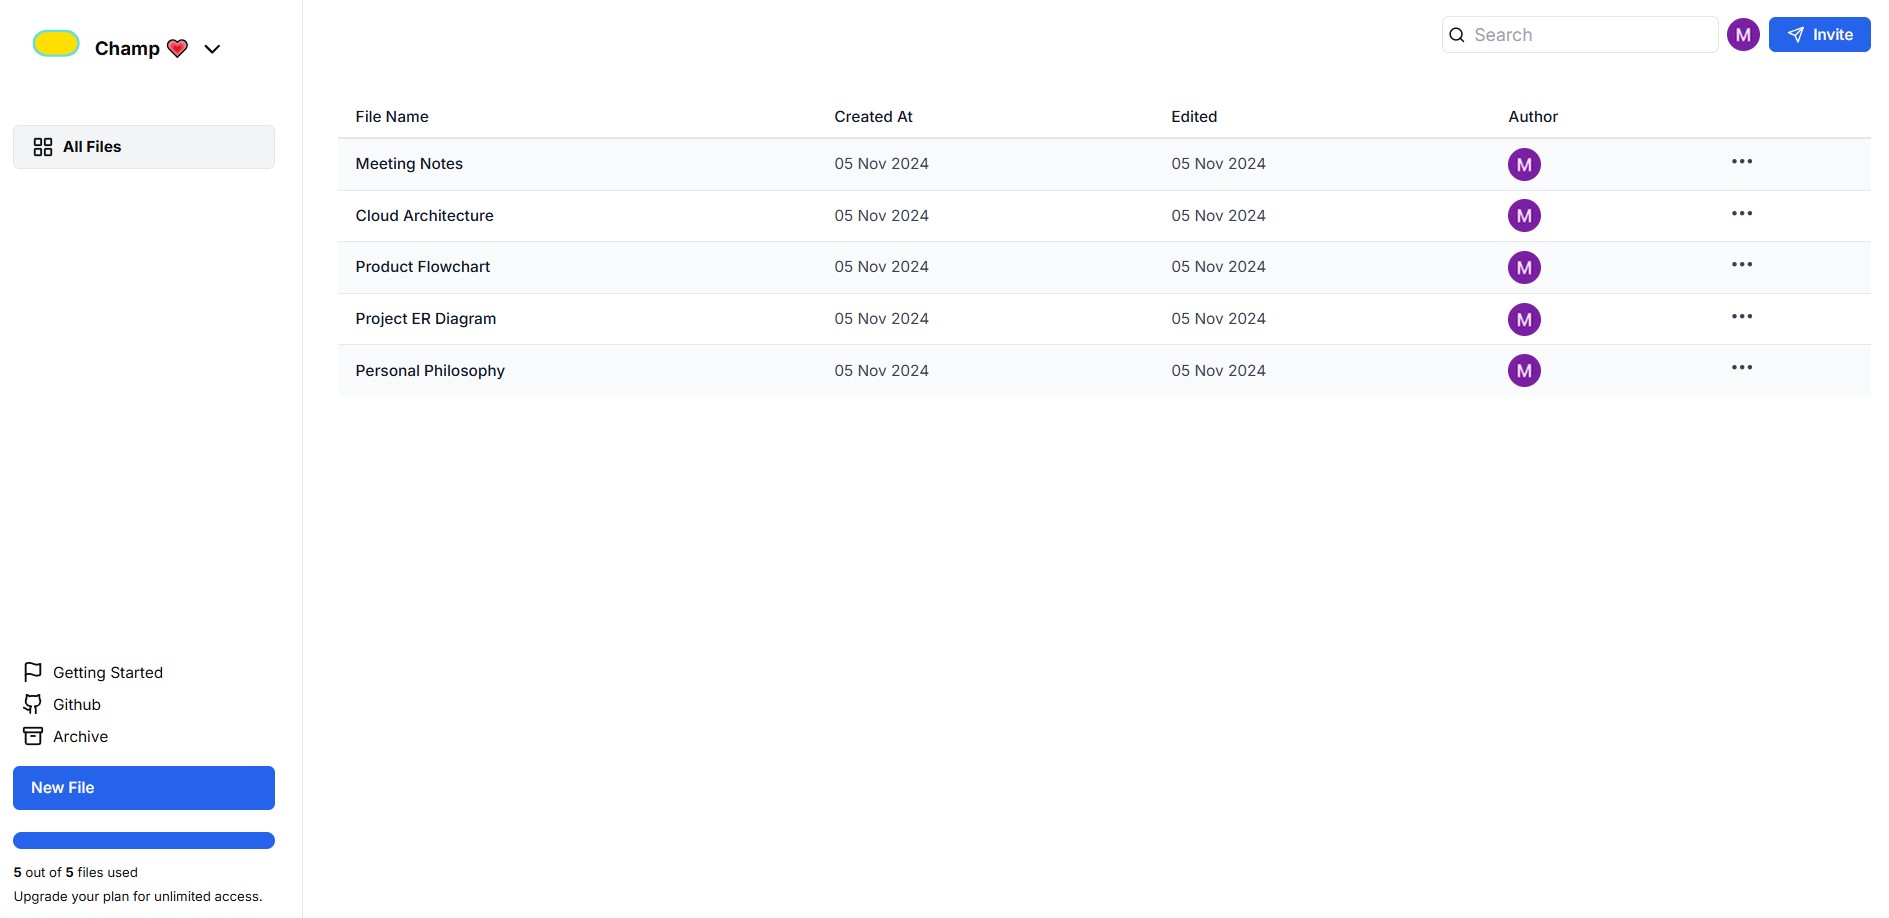 Champ
All Files
Getting Started
Github
Archive
New File
5 out of 5 files used
Upgrade your plan for unlimited access.
Search
M
Invite
File Name Created At Edited Author
Meeting Notes 05 Nov 2024 05 Nov 2024 M
Cloud Architecture 05 Nov 2024 05 Nov 2024 M
Product Flowchart 05 Nov 2024 05 Nov 2024 M
Project ER Diagram 05 Nov 2024 05 Nov 2024 M
Personal Philosophy 05 Nov 2024 05 Nov 2024 M